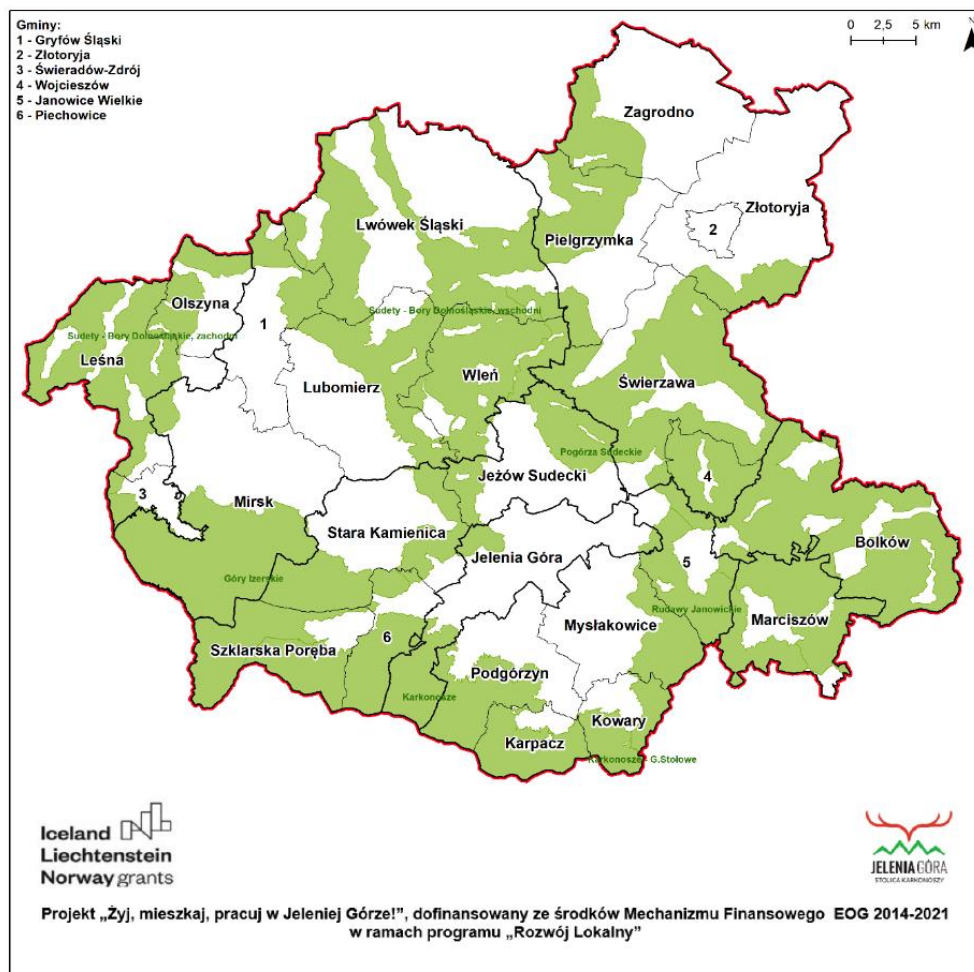 Gminy:
1 - Gryfów Śląski
2 - Złotoryja
3 - Świeradów-Zdrój
4 - Wojcieszów
5 - Janowice Wielkie
6 - Piechowice
0 2,5 5 km
N
Zagrodno
Złotoryja
2
Lwówek Śląski
Pielgrzymka
Olszyna
1
Sudety - Bory Dolnośląskie, wschodni
Sudety - Bory Dolnośląskie, zachodni
Leśna
Lubomierz
Wleń
Świerzawa
Pogórza Sudeckie
Jeżów Sudecki
4
3
Mirsk
Stara Kamienica
Jelenia Góra
Bolków
5
Góry Izerskie
Rudawy Janowickie
Marciszów
Mysłakowice
Szklarska Poręba
6
Podgórzyn
Karkonosze
Kowary
Karpacz
Karkonosze - G.Stołowe
Iceland
Liechtenstein
Norway grants
JELENIA GÓRA
STOLICA KARKONOSZY
Projekt „Żyj, mieszkaj, pracuj w Jeleniej Górze!”, dofinansowany ze środków Mechanizmu Finansowego EOG 2014-2021
w ramach programu „Rozwój Lokalny”